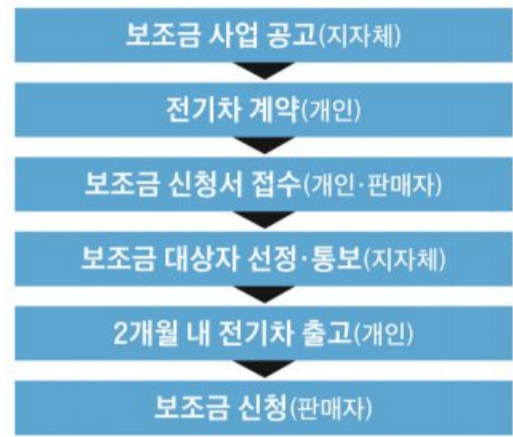 보조금 사업 공고(지자체)
전기차 계약(개인)
보조금 신청서 접수(개인·판매자)
보조금 대상자 선정·통보(지자체)
2개월 내 전기차 출고(개인)
보조금 신청(판매자)